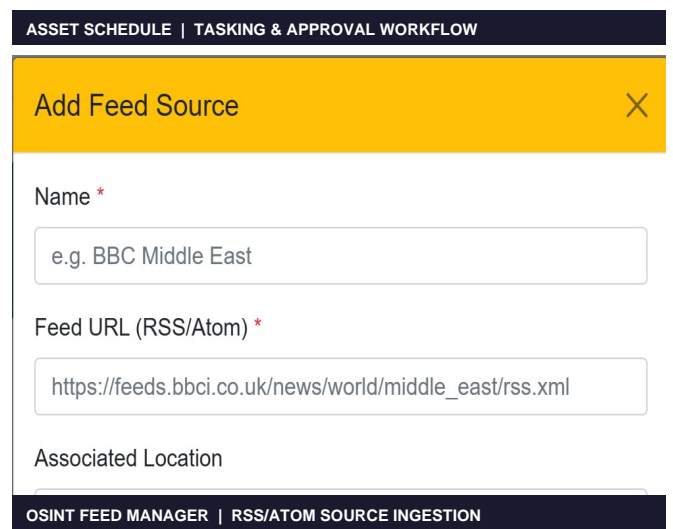 ASSET SCHEDULE | TASKING & APPROVAL WORKFLOW
Add Feed Source
Name *
e.g. BBC Middle East
Feed URL (RSS/Atom) *
https://feeds.bbci.co.uk/news/world/middle_east/rss.xml
Associated Location
OSINT FEED MANAGER | RSS/ATOM SOURCE INGESTION